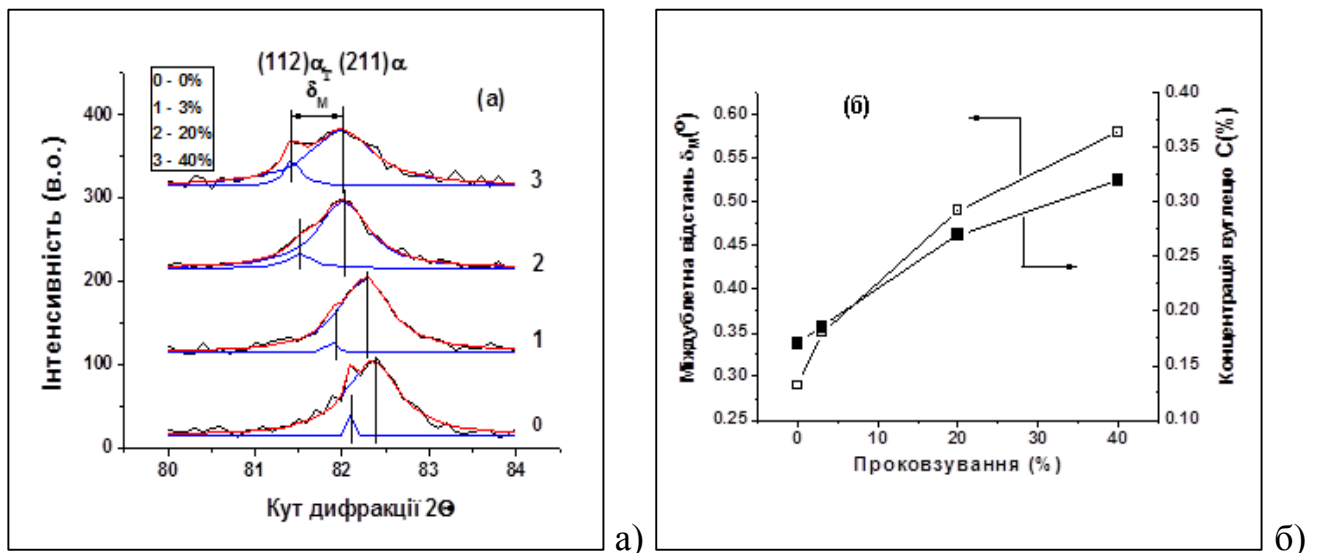 (112)α_T (211)α
δ_M
(а)
0 - 0%
1 - 3%
2 - 20%
3 - 40%
Інтенсивність (в.о.)
400
300
200
100
0
3
2
1
0
80 81 82 83 84
Кут дифракції 2Θ
а)
(б)
Міждублетна відстань δ_M(º)
0.60
0.55
0.50
0.45
0.40
0.35
0.30
0.25
0.40
0.35
0.30
0.25
0.20
0.15
0.10
Концентрація вуглецю С(%)
0 10 20 30 40
Проковзування (%)
б)